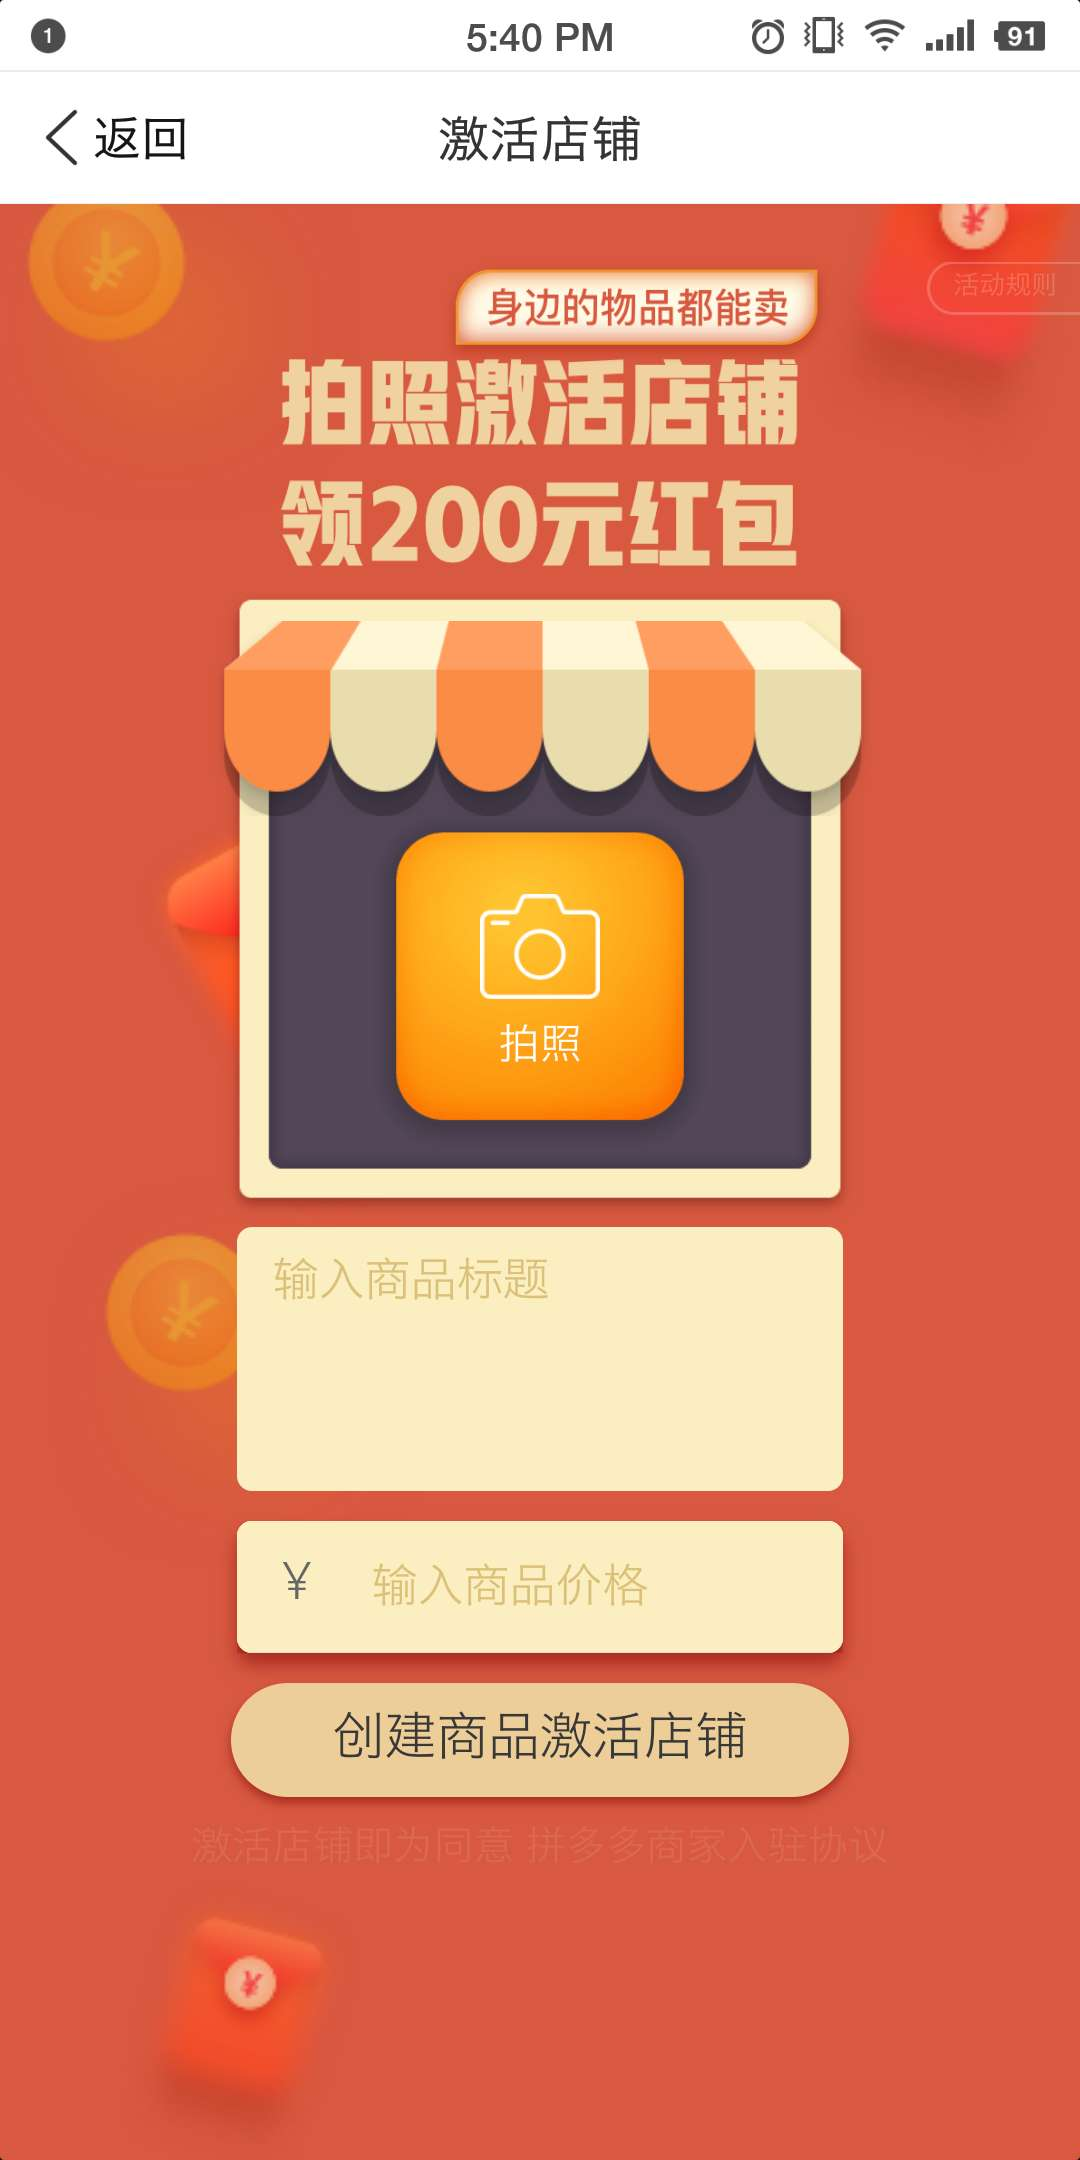 1
5:40 PM
91
返回
激活店铺
¥
¥
活动规则
身边的物品都能卖
拍照激活店铺
领200元红包
拍照
输入商品标题
¥
¥ 输入商品价格
创建商品激活店铺
激活店铺即为同意 拼多多商家入驻协议
¥